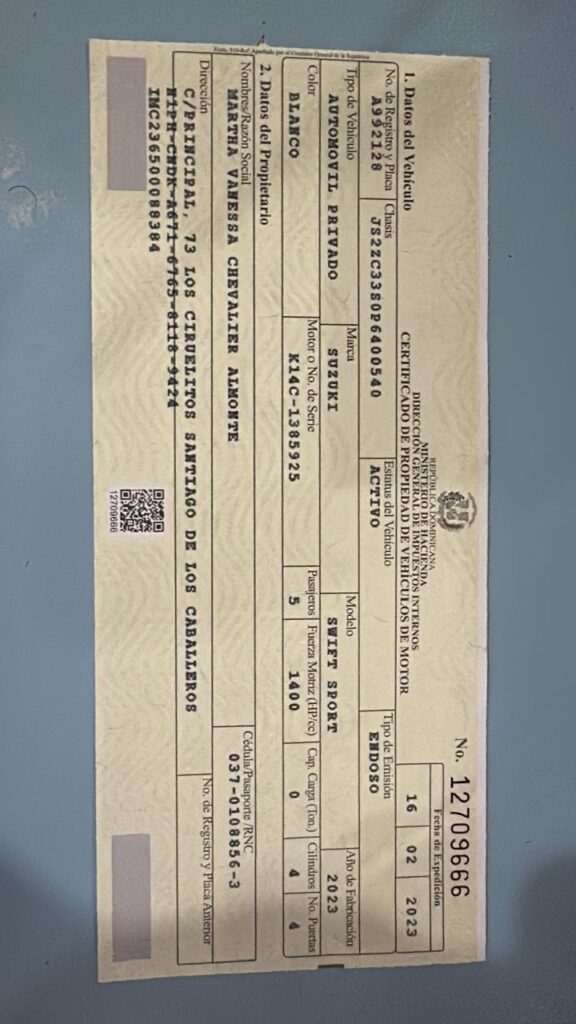 REPÚBLICA DOMINICANA
MINISTERIO DE HACIENDA
DIRECCIÓN GENERAL DE IMPUESTOS INTERNOS
CERTIFICADO DE PROPIEDAD DE VEHÍCULOS DE MOTOR
No. 12709666
Fecha de Expedición
16 02 2023
1. Datos del Vehículo
No. de Registro y Placa Chasis Estatus del Vehículo Tipo de Emisión
A992128 JS2ZC33S0P6400540 ACTIVO ENDOSO
Tipo de Vehículo Marca Modelo Año de Fabricación
AUTOMOVIL PRIVADO SUZUKI SWIFT SPORT 2023
Color Motor o No. de Serie Pasajeros Fuerza Motriz (HP/cc) Cap. Carga (Ton.) Cilindros No. Puertas
BLANCO K14C-1385925 5 1400 0 4 4
2. Datos del Propietario
Nombres/Razón Social Cédula/Pasaporte /RNC
MARTHA VANESSA CHEVALIER ALMONTE 037-0108856-3
Dirección No. de Registro y Placa Anterior
C/PRINCIPAL, 73 LOS CIRUELITOS SANTIAGO DE LOS CABALLEROS
IMC236500088384
12709666